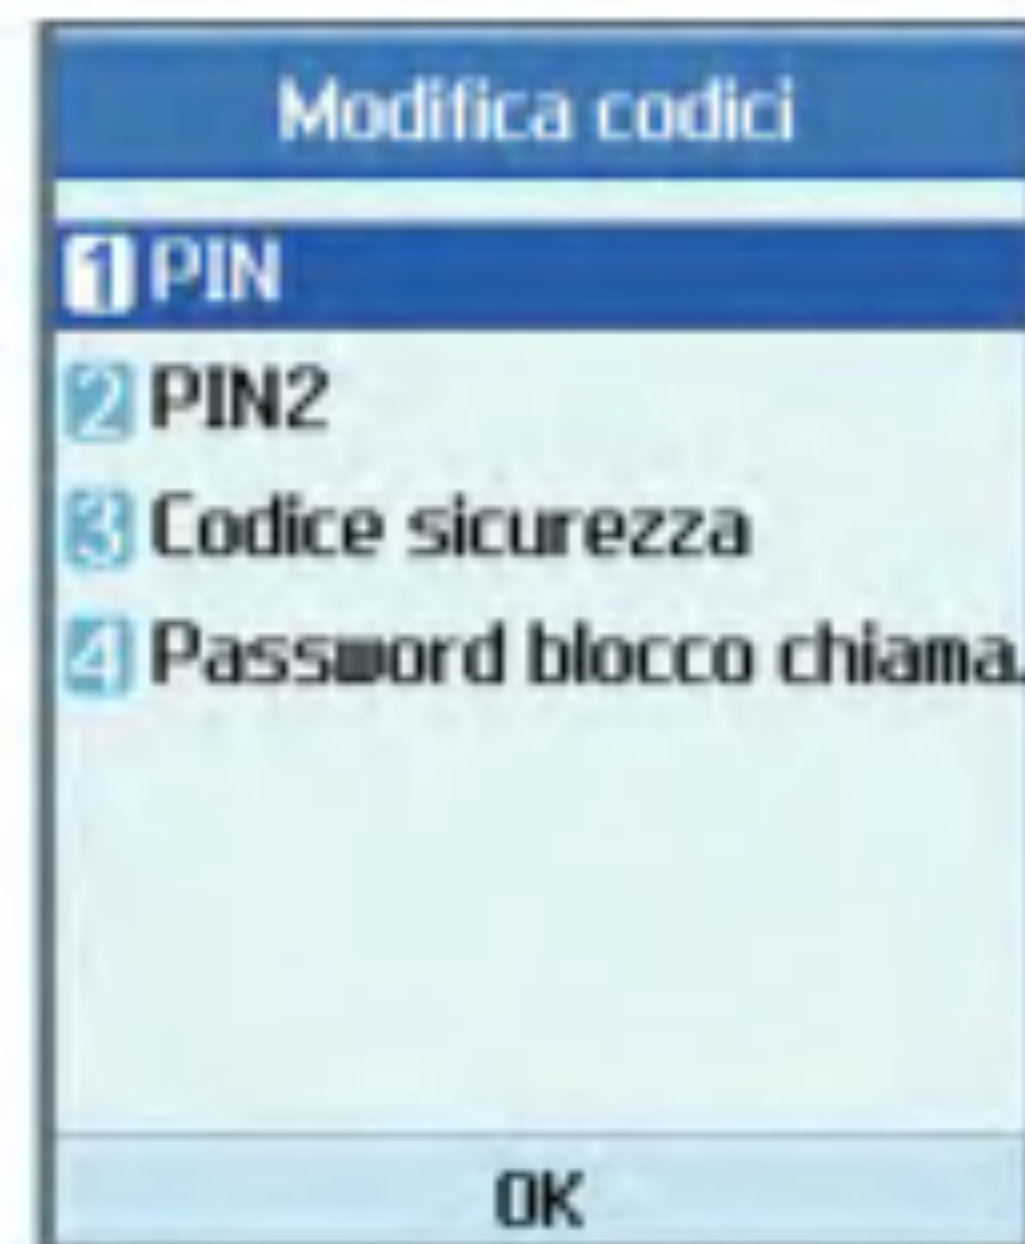 Modifica codici
1 PIN
2 PIN2
3 Codice sicurezza
4 Password blocco chiama.
OK